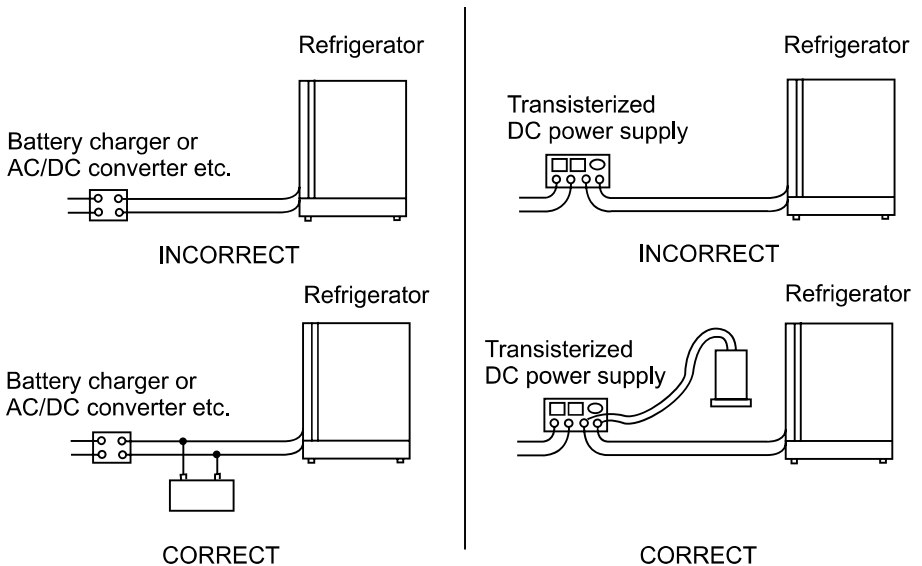 Refrigerator
Battery charger or
AC/DC converter etc.
INCORRECT
Refrigerator
Transisterized
DC power supply
INCORRECT
Refrigerator
Battery charger or
AC/DC converter etc.
CORRECT
Refrigerator
Transisterized
DC power supply
CORRECT